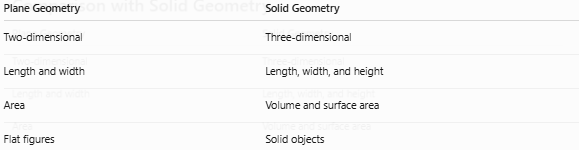 Plane Geometry Solid Geometry
Two-dimensional Three-dimensional
Length and width Length, width, and height
Area Volume and surface area
Flat figures Solid objects